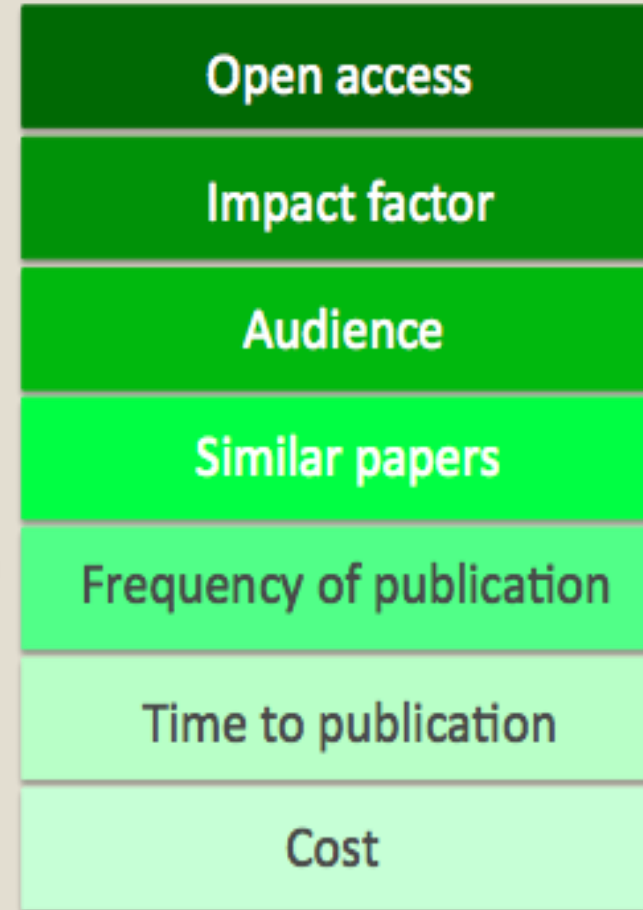 Open access
Impact factor
Audience
Similar papers
Frequency of publication
Time to publication
Cost